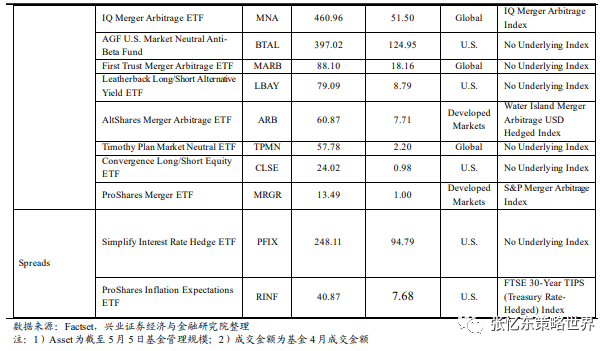 IQ Merger Arbitrage ETF MNA 460.96 51.50 Global IQ Merger Arbitrage
Index
AGF U.S. Market Neutral Anti-
Beta Fund BTAL 397.02 124.95 U.S. No Underlying Index
First Trust Merger Arbitrage ETF MARB 88.10 18.16 Global No Underlying Index
Leatherback Long/Short Alternative
Yield ETF LBAY 79.09 8.79 U.S. No Underlying Index
AltShares Merger Arbitrage ETF ARB 60.87 7.71 Developed
Markets Water Island Merger
Arbitrage USD
Hedged Index
Timothy Plan Market Neutral ETF TPMN 57.78 2.20 Global No Underlying Index
Convergence Long/Short Equity
ETF CLSE 24.02 0.98 U.S. No Underlying Index
ProShares Merger ETF MRGR 13.49 1.00 Developed
Markets S&P Merger Arbitrage
Index
Spreads
Simplify Interest Rate Hedge ETF PFIX 248.11 94.79 U.S. No Underlying Index
ProShares Inflation Expectations
ETF RINF 40.87 7.68 U.S. FTSE 30-Year TIPS
(Treasury Rate-
Hedged) Index
数据来源：Factset，兴业证券经济与金融研究院整理
注：1）Asset为截至5月5日基金管理规模；2）成交金额为基金4月成交金额
张忆东策略世界